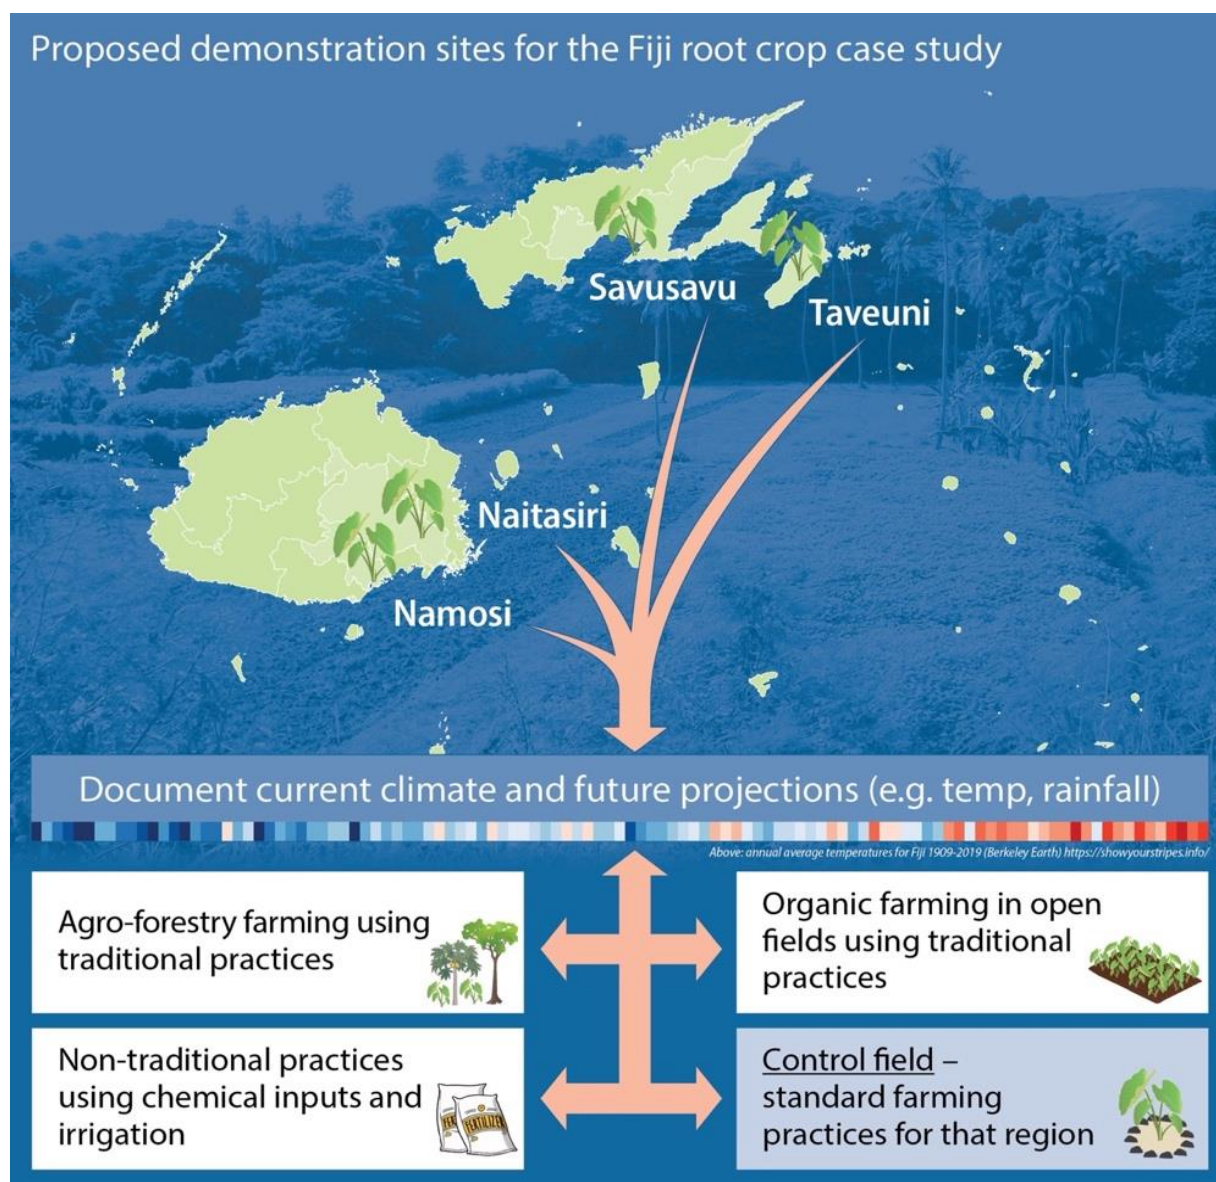 Proposed demonstration sites for the Fiji root crop case study
Savusavu
Taveuni
Naitasiri
Namosi
Document current climate and future projections (e.g. temp, rainfall)
Above: annual average temperatures for Fiji 1909-2019 (Berkeley Earth) https://showyourstripes.info/
Agro-forestry farming using
traditional practices
Organic farming in open
fields using traditional
practices
Non-traditional practices
using chemical inputs and
irrigation
FERTILIZER
Control field –
standard farming
practices for that region